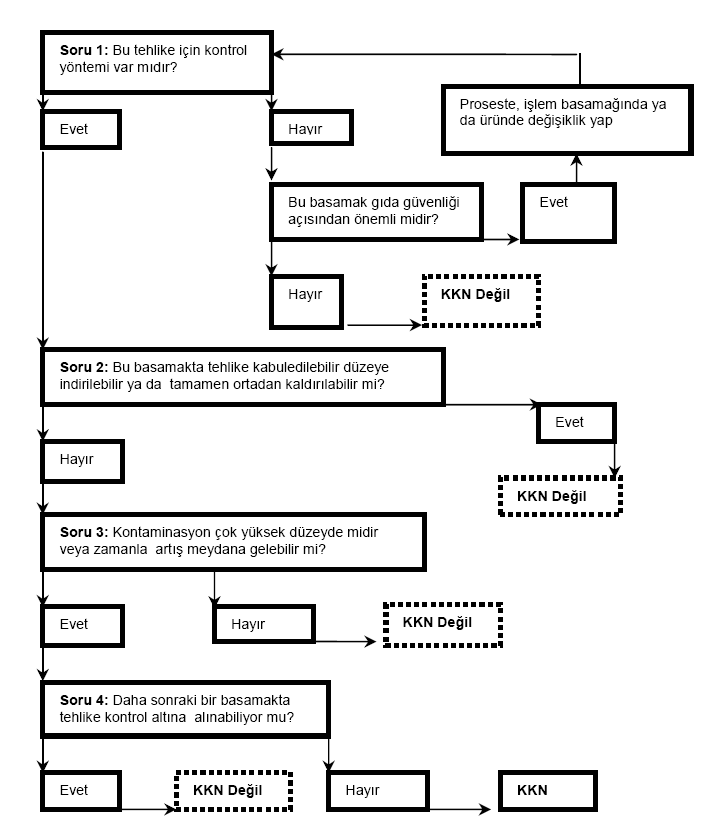 Soru 1: Bu tehlike için kontrol
yöntemi var mıdır?
Evet
Hayır
Proseste, işlem basamağında ya
da üründe değişiklik yap
Bu basamak gıda güvenliği
açısından önemli midir?
Evet
Hayır
KKN Değil
Soru 2: Bu basamakta tehlike kabuledilebilir düzeye
indirilebilir ya da tamamen ortadan kaldırılabilir mi?
Evet
Hayır
KKN Değil
Soru 3: Kontaminasyon çok yüksek düzeyde midir
veya zamanla artış meydana gelebilir mi?
Evet
Hayır
KKN Değil
Soru 4: Daha sonraki bir basamakta
tehlike kontrol altına alınabiliyor mu?
Evet
KKN Değil
Hayır
KKN